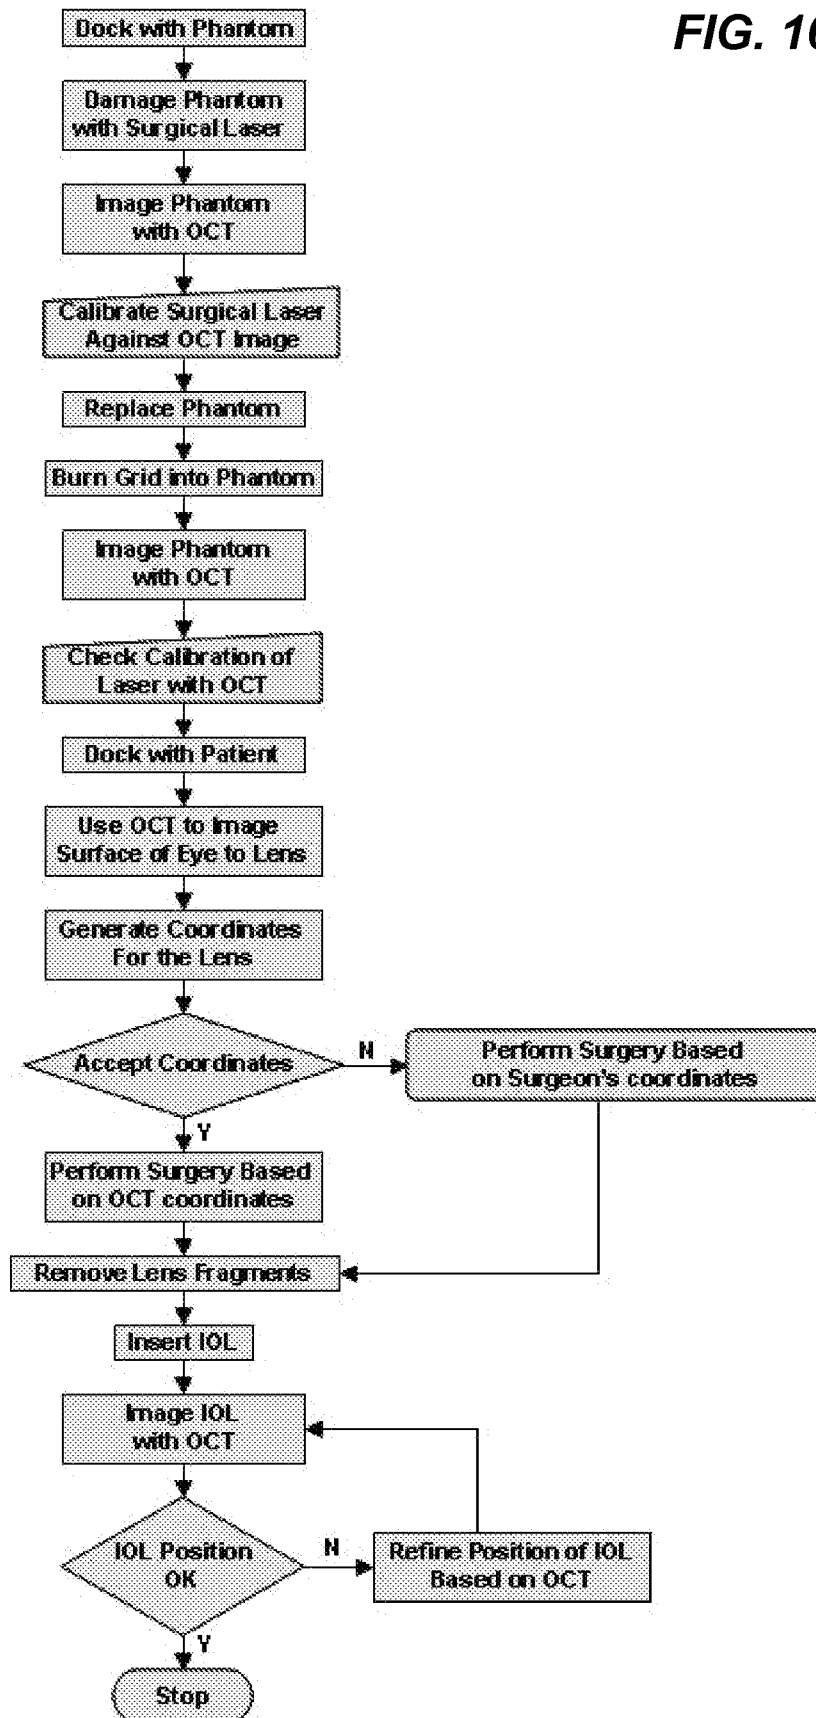 FIG. 16
Dock with Phantom
Damage Phantom
with Surgical Laser
Image Phantom
with OCT
Calibrate Surgical Laser
Against OCT Image
Replace Phantom
Burn Grid into Phantom
Image Phantom
with OCT
Check Calibration of
Laser with OCT
Dock with Patient
Use OCT to Image
Surface of Eye to Lens
Generate Coordinates
For the Lens
Accept Coordinates
N
Perform Surgery Based
on Surgeon's coordinates
Y
Perform Surgery Based
on OCT coordinates
Remove Lens Fragments
Insert IOL
Image IOL
with OCT
IOL Position
OK
N
Refine Position of IOL
Based on OCT
Y
Stop